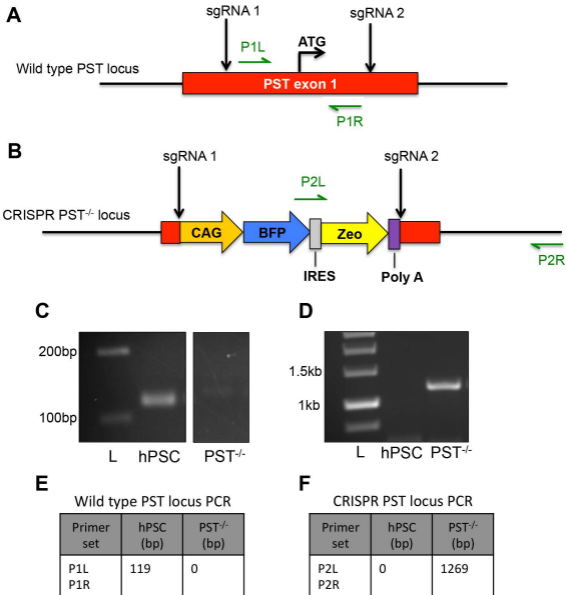 A
sgRNA 1
sgRNA 2
P1L
ATG
Wild type PST locus
PST exon 1
P1R
B
sgRNA 1
sgRNA 2
P2L
CRISPR PST-/- locus
CAG
BFP
Zeo
P2R
IRES
Poly A
C
D
200bp
100bp
L hPSC PST-/-
1.5kb
1kb
L hPSC PST-/-
E
Wild type PST locus PCR
Primer set hPSC (bp) PST-/- (bp)
P1L P1R 119 0
F
CRISPR PST locus PCR
Primer set hPSC (bp) PST-/- (bp)
P2L P2R 0 1269